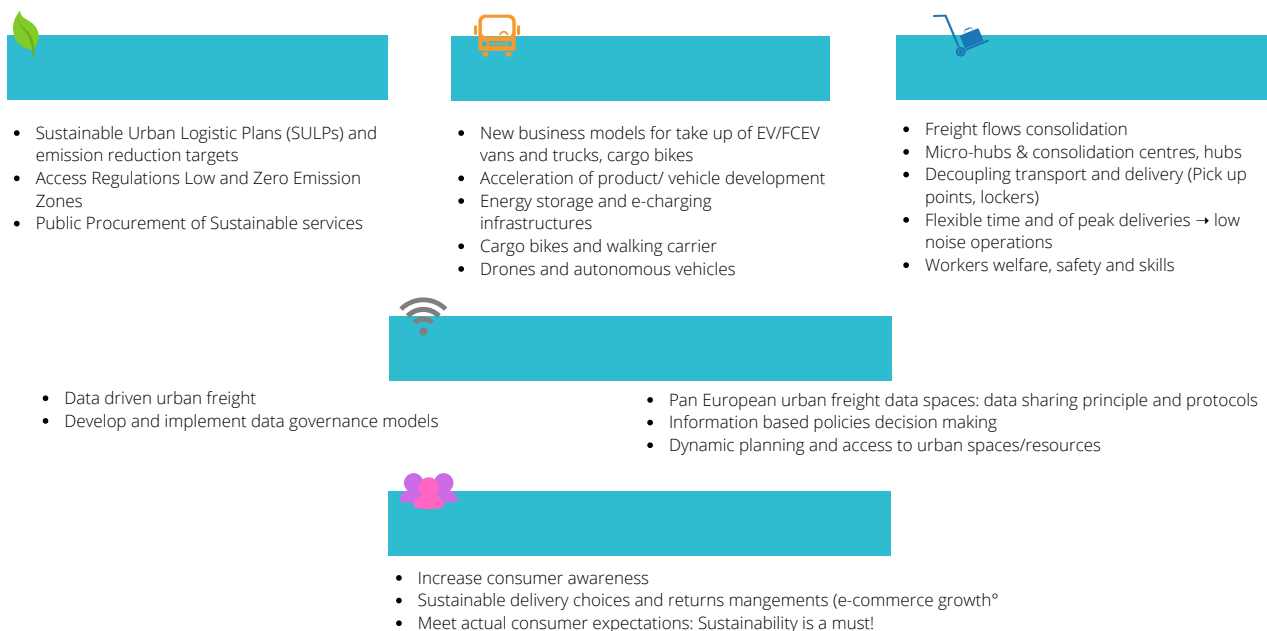 • Sustainable Urban Logistic Plans (SULPs) and
emission reduction targets
• Access Regulations Low and Zero Emission
Zones
• Public Procurement of Sustainable services
• New business models for take up of EV/FCEV
vans and trucks, cargo bikes
• Acceleration of product/ vehicle development
• Energy storage and e-charging
infrastructures
• Cargo bikes and walking carrier
• Drones and autonomous vehicles
• Freight flows consolidation
• Micro-hubs & consolidation centres, hubs
• Decoupling transport and delivery (Pick up
points, lockers)
• Flexible time and of peak deliveries → low
noise operations
• Workers welfare, safety and skills
• Data driven urban freight
• Develop and implement data governance models
• Pan European urban freight data spaces: data sharing principle and protocols
• Information based policies decision making
• Dynamic planning and access to urban spaces/resources
• Increase consumer awareness
• Sustainable delivery choices and returns mangements (e-commerce growth°
• Meet actual consumer expectations: Sustainability is a must!